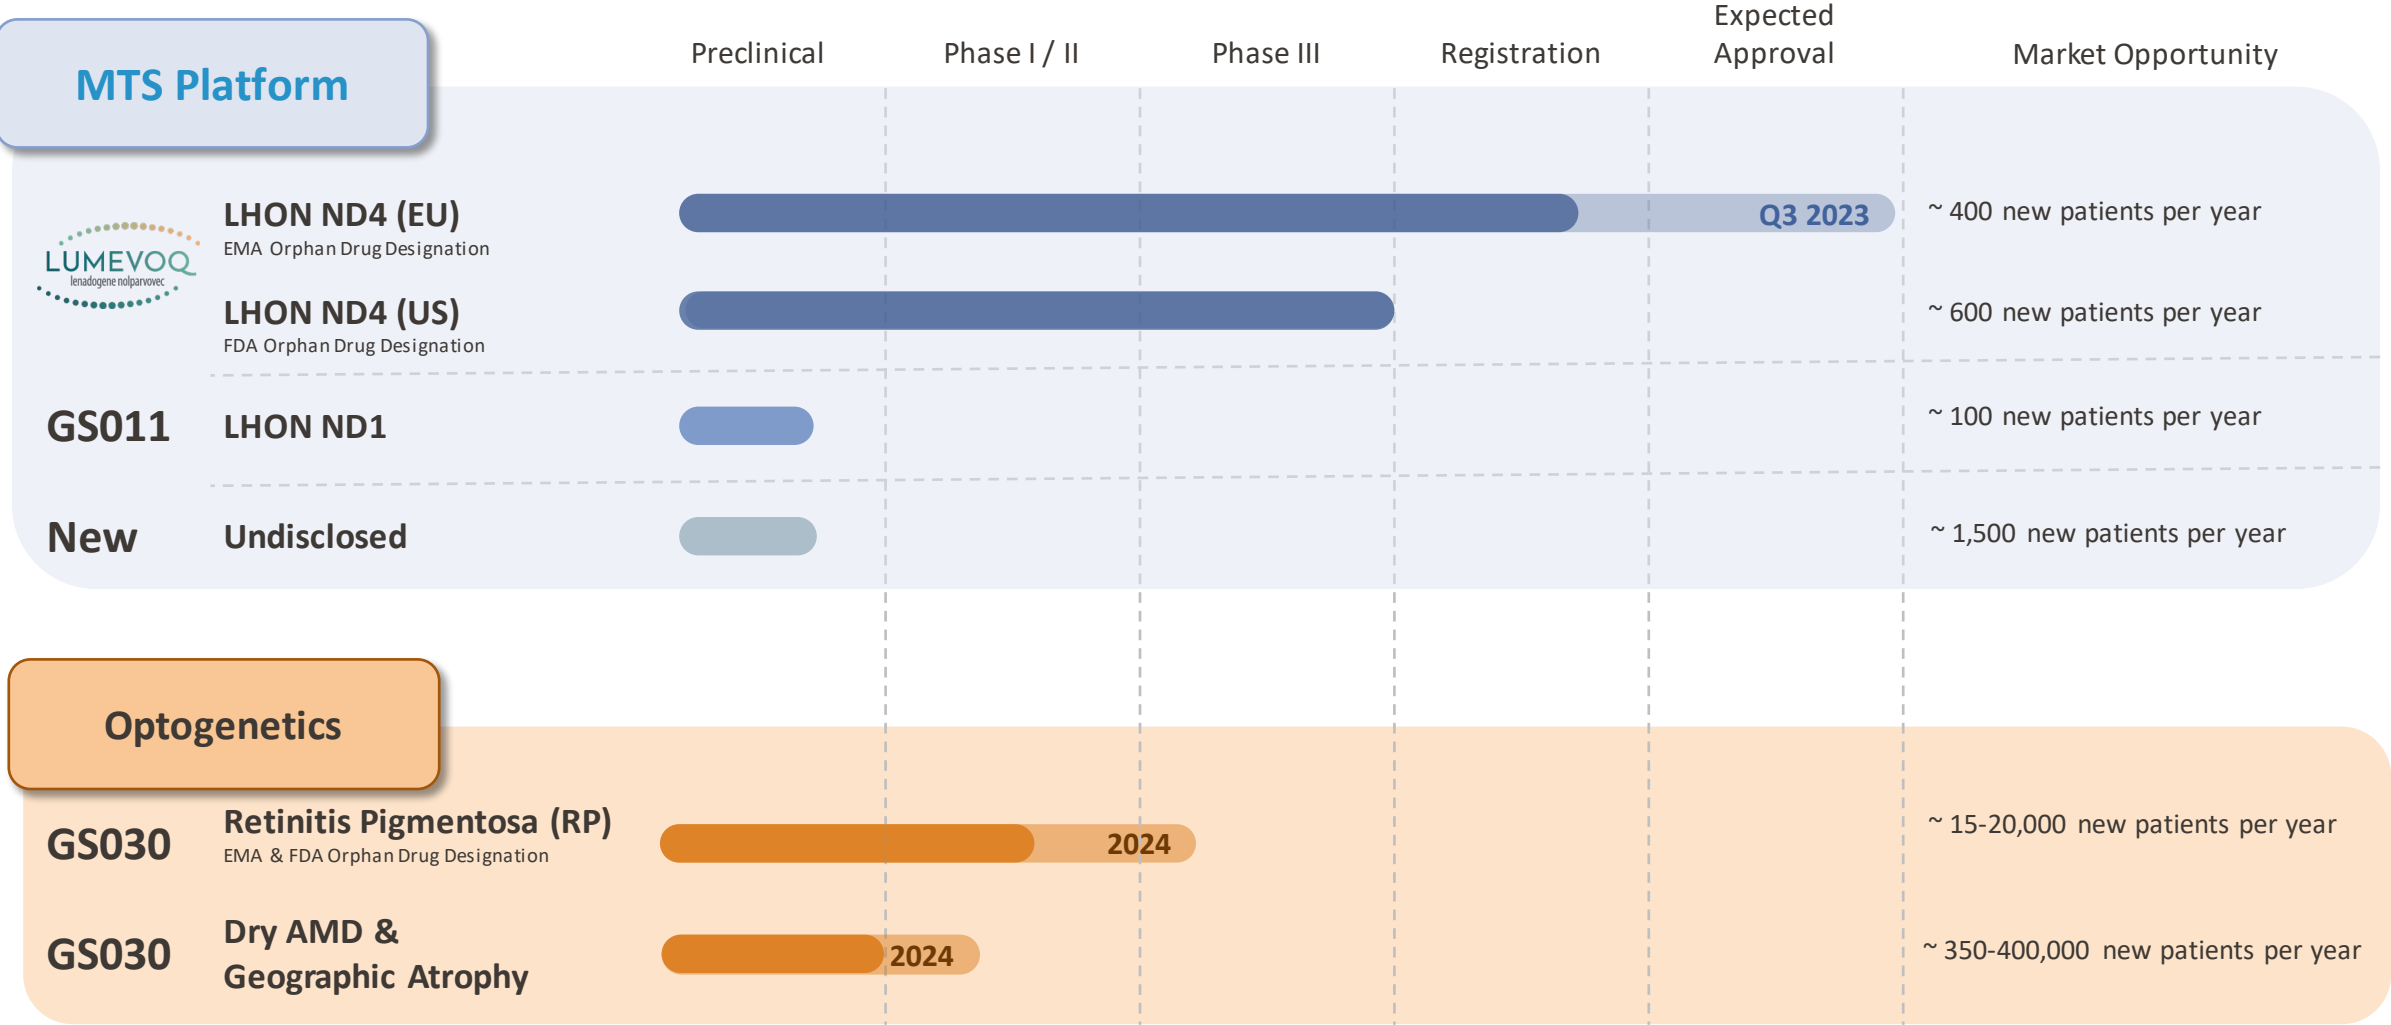 MTS Platform
Preclinical
Phase I / II
Phase III
Registration
Expected
Approval
Market Opportunity
LUMEVOQ
lenadogene nolparvovec
LHON ND4 (EU)
EMA Orphan Drug Designation
Q3 2023
~ 400 new patients per year
LHON ND4 (US)
FDA Orphan Drug Designation
~ 600 new patients per year
GS011
LHON ND1
~ 100 new patients per year
New
Undisclosed
~ 1,500 new patients per year
Optogenetics
GS030
Retinitis Pigmentosa (RP)
EMA & FDA Orphan Drug Designation
2024
~ 15-20,000 new patients per year
GS030
Dry AMD &
Geographic Atrophy
2024
~ 350-400,000 new patients per year